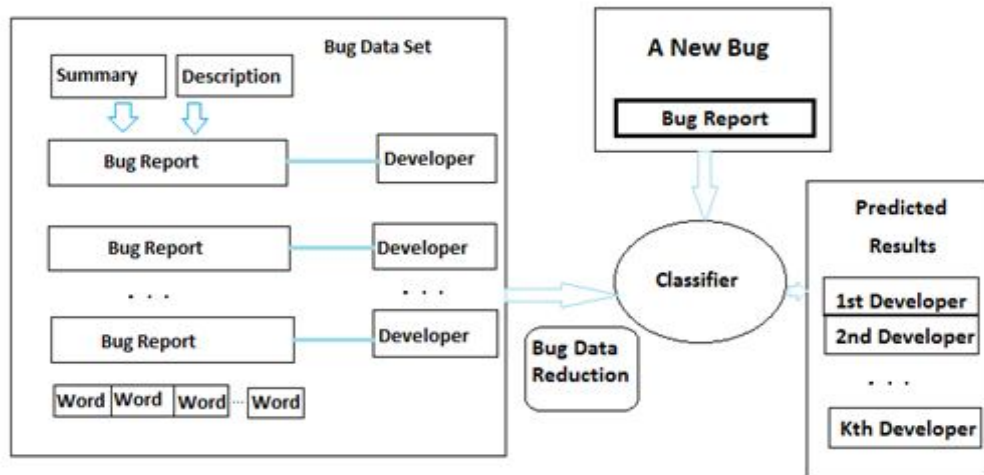 Bug Data Set
Summary
Description
Bug Report
Developer
Bug Report
Developer
. . .
. . .
Bug Report
Developer
Word Word Word ... Word
A New Bug
Bug Report
Classifier
Bug Data
Reduction
Predicted
Results
1st Developer
2nd Developer
. . .
Kth Developer